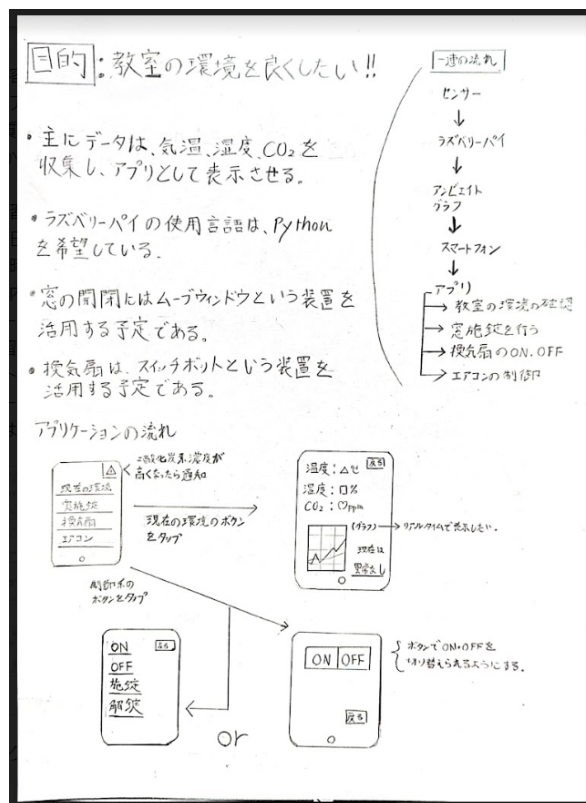 目的:教室の環境を良くしたい!!
・主にデータは、気温、湿度、CO₂を
収集し、アプリとして表示させる。
・ラズベリーパイの使用言語は、Python
を希望している。
・窓の開閉にはムーブウィンドウという装置を
活用する予定である。
・換気扇は、スイッチボットという装置を
活用する予定である。
一連の流れ
センサー
↓
ラズベリーパイ
↓
アンビエイト
グラフ
↓
スマートフォン
↓
アプリ
→教室の環境の確認
→窓施錠を行う
→換気扇のON.OFF
→エアコンの制御
アプリケーションの流れ
二酸化炭素濃度が
高くなったら通知
現在の環境
窓施錠
換気扇
エアコン
現在の環境のボタン
をタップ
戻る
温度:△℃
湿度:□%
CO₂:○ppm
(グラフ)→リアルタイムで表示したい。
現在は
異常なし
ボタンをタップ
ON
戻る
OFF
施錠
解錠
or
ON OFF
戻る
ボタンでON・OFFを
切り替えられるようにする。